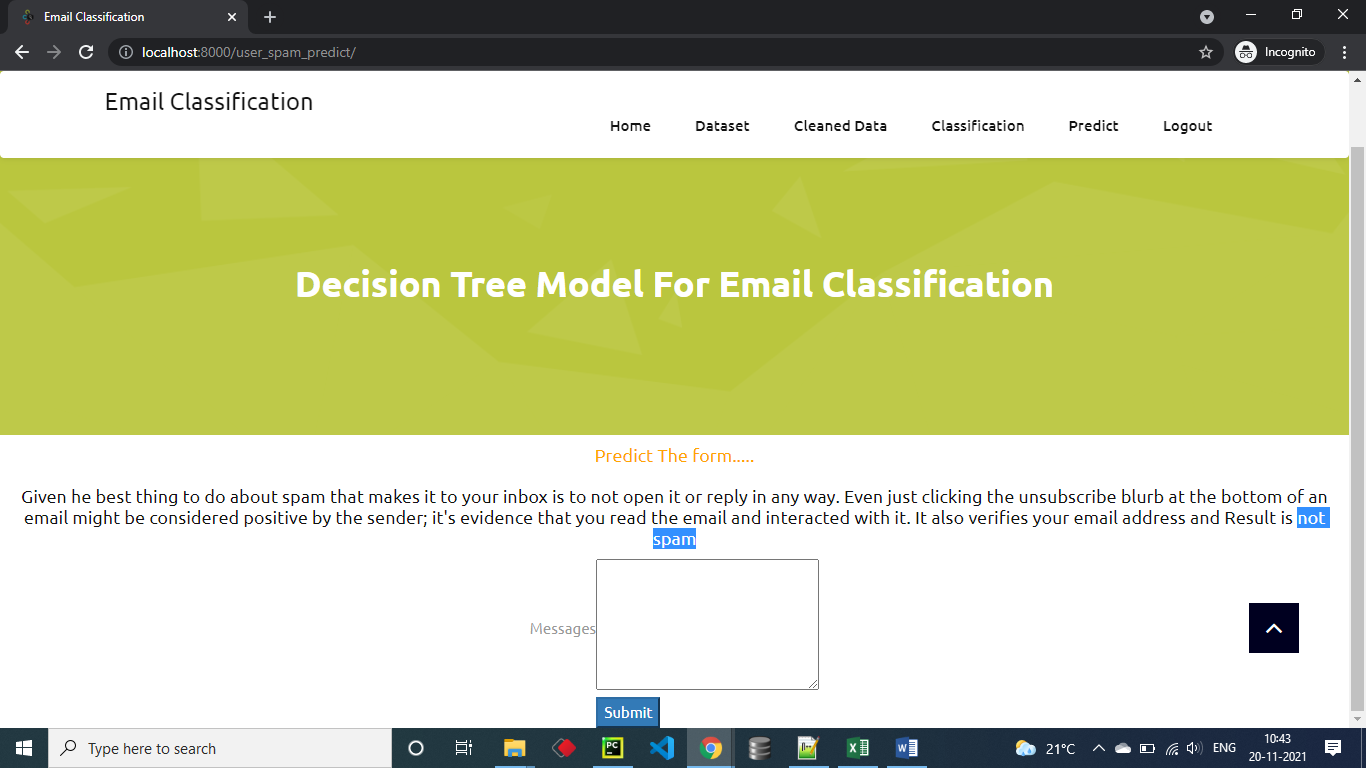 Email Classification
localhost:8000/user_spam_predict/
Incognito
Email Classification
Home Dataset Cleaned Data Classification Predict Logout
Decision Tree Model For Email Classification
Predict The form.....
Given he best thing to do about spam that makes it to your inbox is to not open it or reply in any way. Even just clicking the unsubscribe blurb at the bottom of an
email might be considered positive by the sender; it's evidence that you read the email and interacted with it. It also verifies your email address and Result is not
spam
Messages
Submit
Type here to search
PC
21°C
ENG
10:43
20-11-2021